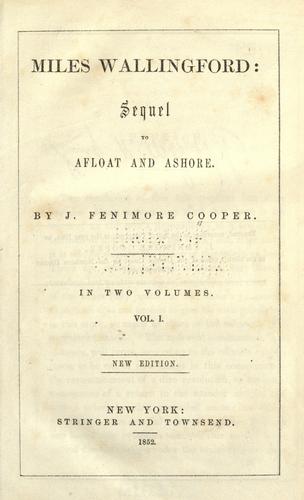 MILES WALLINGFORD:
Sequel
TO
AFLOAT AND ASHORE.
BY J. FENIMORE COOPER.
IN TWO VOLUMES.
VOL. I.
NEW EDITION.
NEW YORK:
STRINGER AND TOWNSEND.
1852.